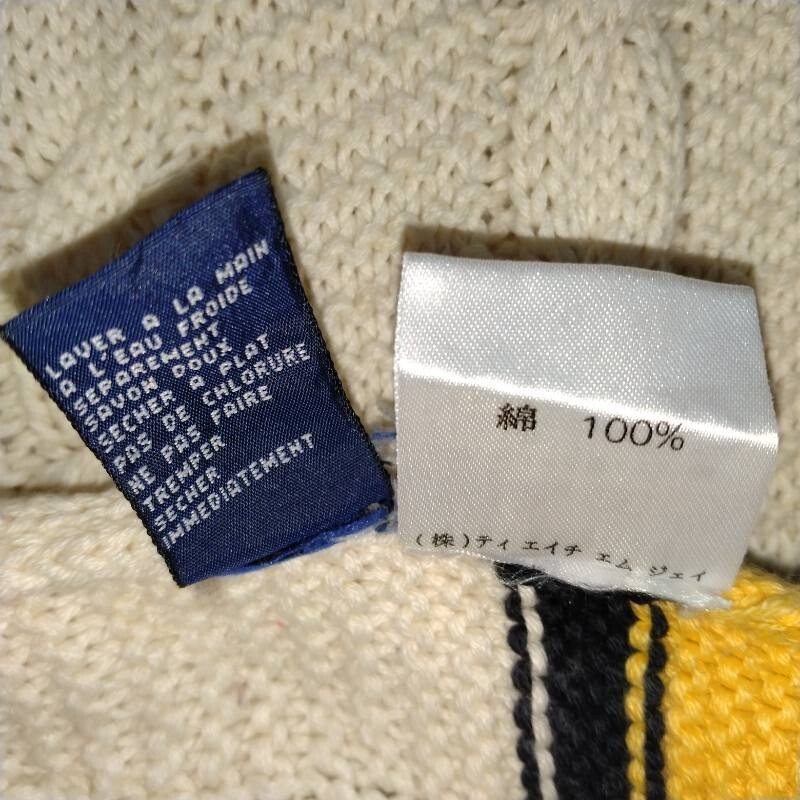 LAVER A LA MAIN
A L'EAU FROIDE
SEPAREMENT
SAVON DOUX
SECHER A PLAT
PAS DE CHLORURE
NE PAS FAIRE
TREMPER
SECHER
IMMEDIATEMENT
綿 100%
(株)ティ エイチ エム ジェイ